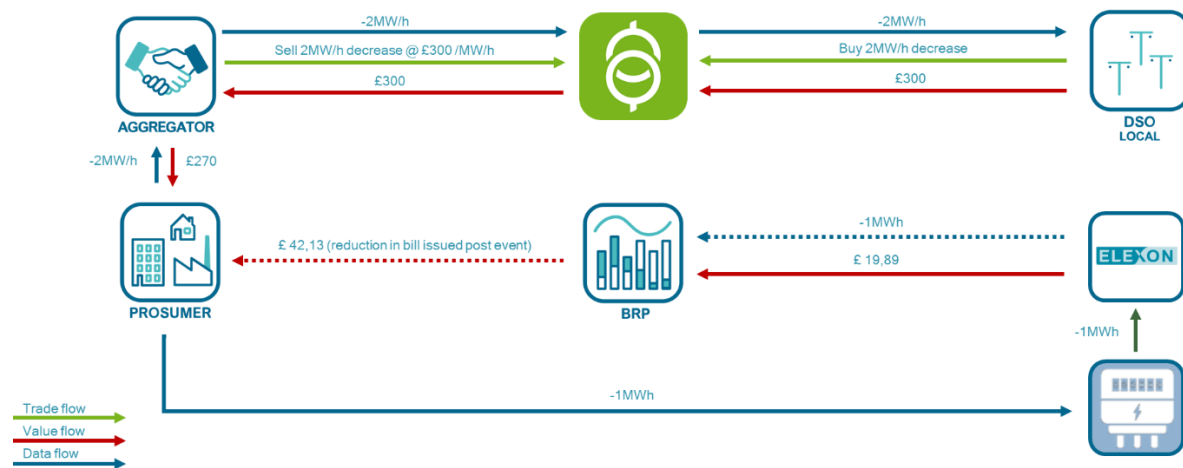 -2MW/h
Sell 2MW/h decrease @ £300 /MW/h
£300
-2MW/h
Buy 2MW/h decrease
£300
AGGREGATOR
DSO
LOCAL
-2MW/h
£270
£ 42,13 (reduction in bill issued post event)
-1MWh
£ 19,89
ELEXON
PROSUMER
BRP
-1MWh
-1MWh
Trade flow
Value flow
Data flow